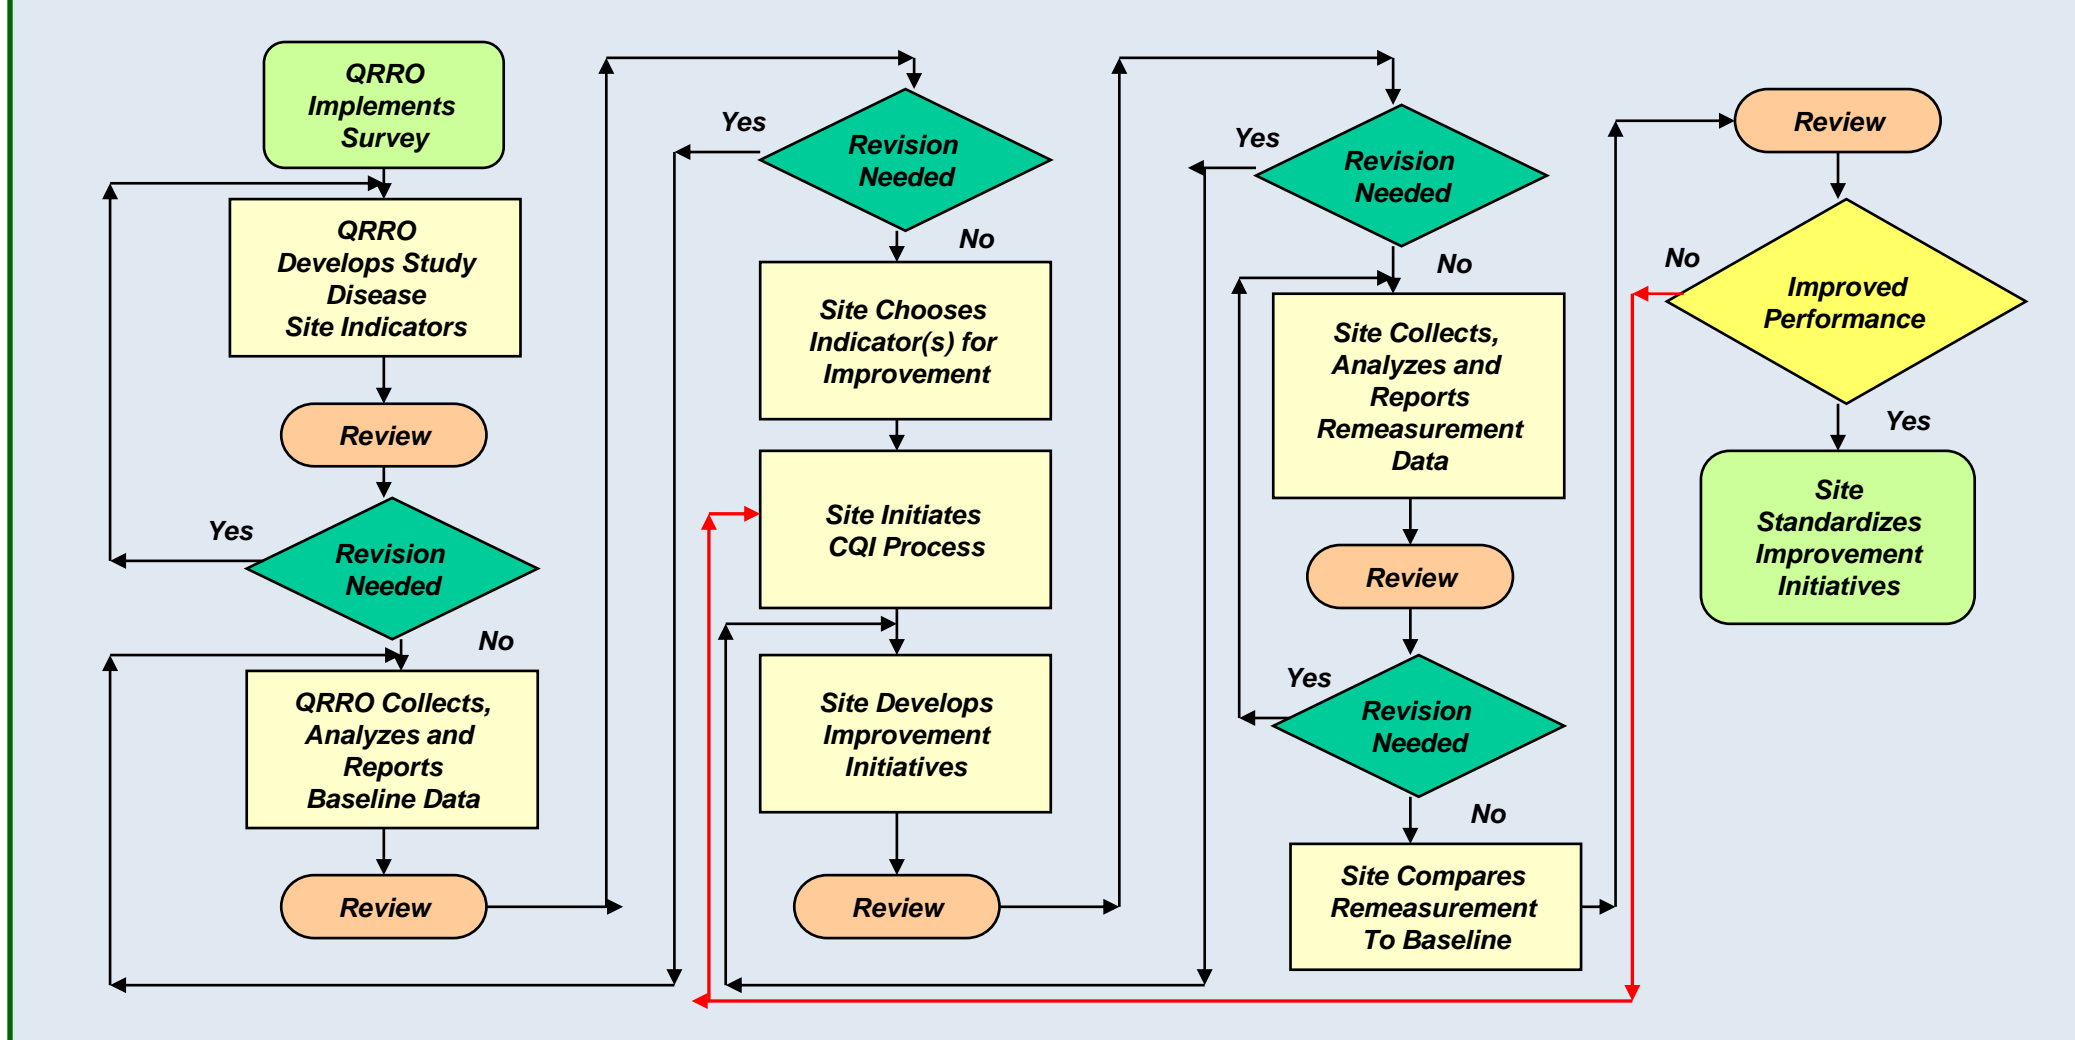 QRRO
Implements
Survey
QRRO
Develops Study
Disease
Site Indicators
Review
Yes
Revision
Needed
No
QRRO Collects,
Analyzes and
Reports
Baseline Data
Review
Yes
Revision
Needed
No
Site Chooses
Indicator(s) for
Improvement
Site Initiates
CQI Process
Site Develops
Improvement
Initiatives
Review
Yes
Revision
Needed
No
Site Collects,
Analyzes and
Reports
Remeasurement
Data
Review
Yes
Revision
Needed
No
Site Compares
Remeasurement
To Baseline
Review
No
Improved
Performance
Yes
Site
Standardizes
Improvement
Initiatives